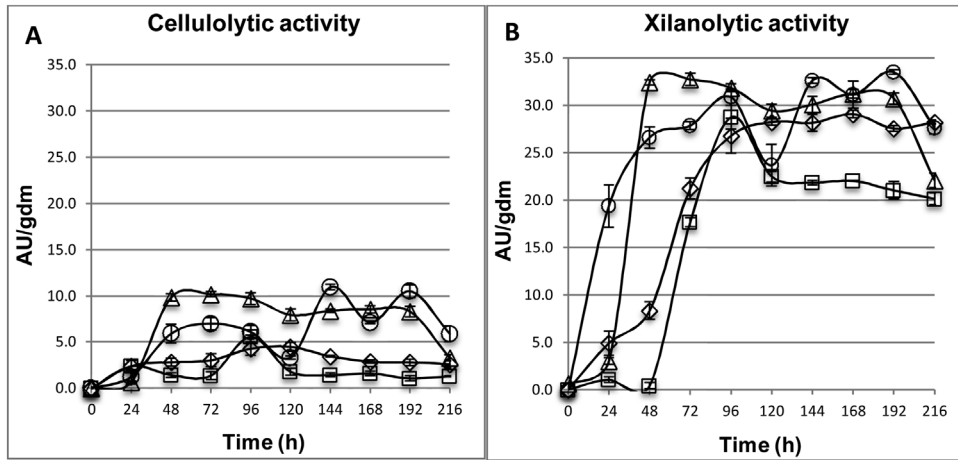 Cellulolytic activity
A
35.0
30.0
25.0
20.0
15.0
10.0
5.0
0.0
AU/gdm
0 24 48 72 96 120 144 168 192 216
Time (h)
Xilanolytic activity
B
35.0
30.0
25.0
20.0
15.0
10.0
5.0
0.0
AU/gdm
0 24 48 72 96 120 144 168 192 216
Time (h)